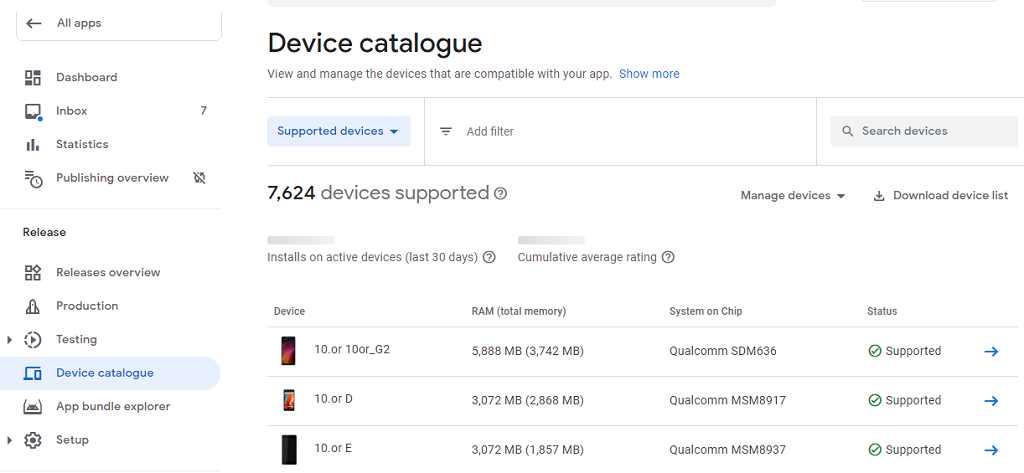 All apps
Dashboard
Inbox 7
Statistics
Publishing overview
Release
Releases overview
Production
Testing
Device catalogue
App bundle explorer
Setup
Device catalogue
View and manage the devices that are compatible with your app. Show more
Supported devices Add filter Search devices
7,624 devices supported Manage devices Download device list
Installs on active devices (last 30 days) Cumulative average rating
Device RAM (total memory) System on Chip Status
10.or 10or_G2 5,888 MB (3,742 MB) Qualcomm SDM636 Supported
10.or D 3,072 MB (2,868 MB) Qualcomm MSM8917 Supported
10.or E 3,072 MB (1,857 MB) Qualcomm MSM8937 Supported